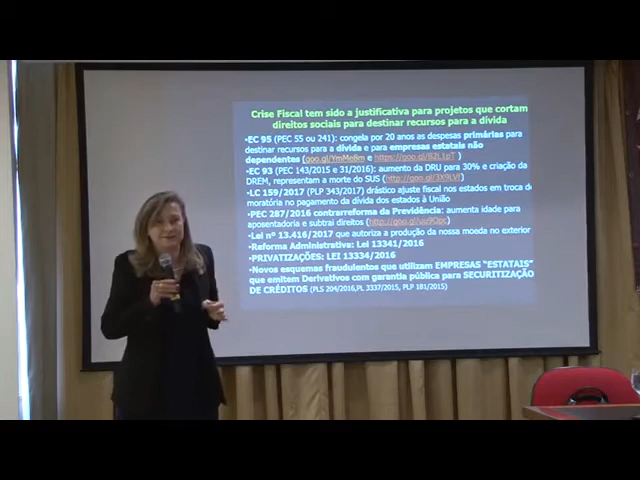 Crise Fiscal tem sido a justificativa para projetos que cortam
direitos sociais para destinar recursos para a dívida
•EC 95 (PEC 55 ou 241): congela por 20 anos as despesas primárias para
destinar recursos para a dívida e para empresas estatais não
dependentes (goo.gl/YmMe8m e
•EC 93 (PEC 143/2015 e 31/2016): aumento da DRU para 30% e criação da
DREM, representam a morte do SUS
•LC 159/2017 (PLP 343/2017) drástico ajuste fiscal nos estados em troca de
moratório no pagamento da dívida dos estados à União
•PEC 287/2016 contrarreforma da Previdência: aumenta idade para
aposentadoria e subtrai direitos
•Lei nº 13.416/2017 que autoriza a produção da nossa moeda no exterior
•Reforma Administrativa: Lei 13341/2016
•PRIVATIZAÇÕES: LEI 13334/2016
•Novos esquemas fraudulentos que utilizam EMPRESAS "ESTATAIS"
que emitem Derivativos com garantia pública para SECURITIZAÇÃO
DE CRÉDITOS (PLS 204/2016,PL 3337/2015, PLP 181/2015)